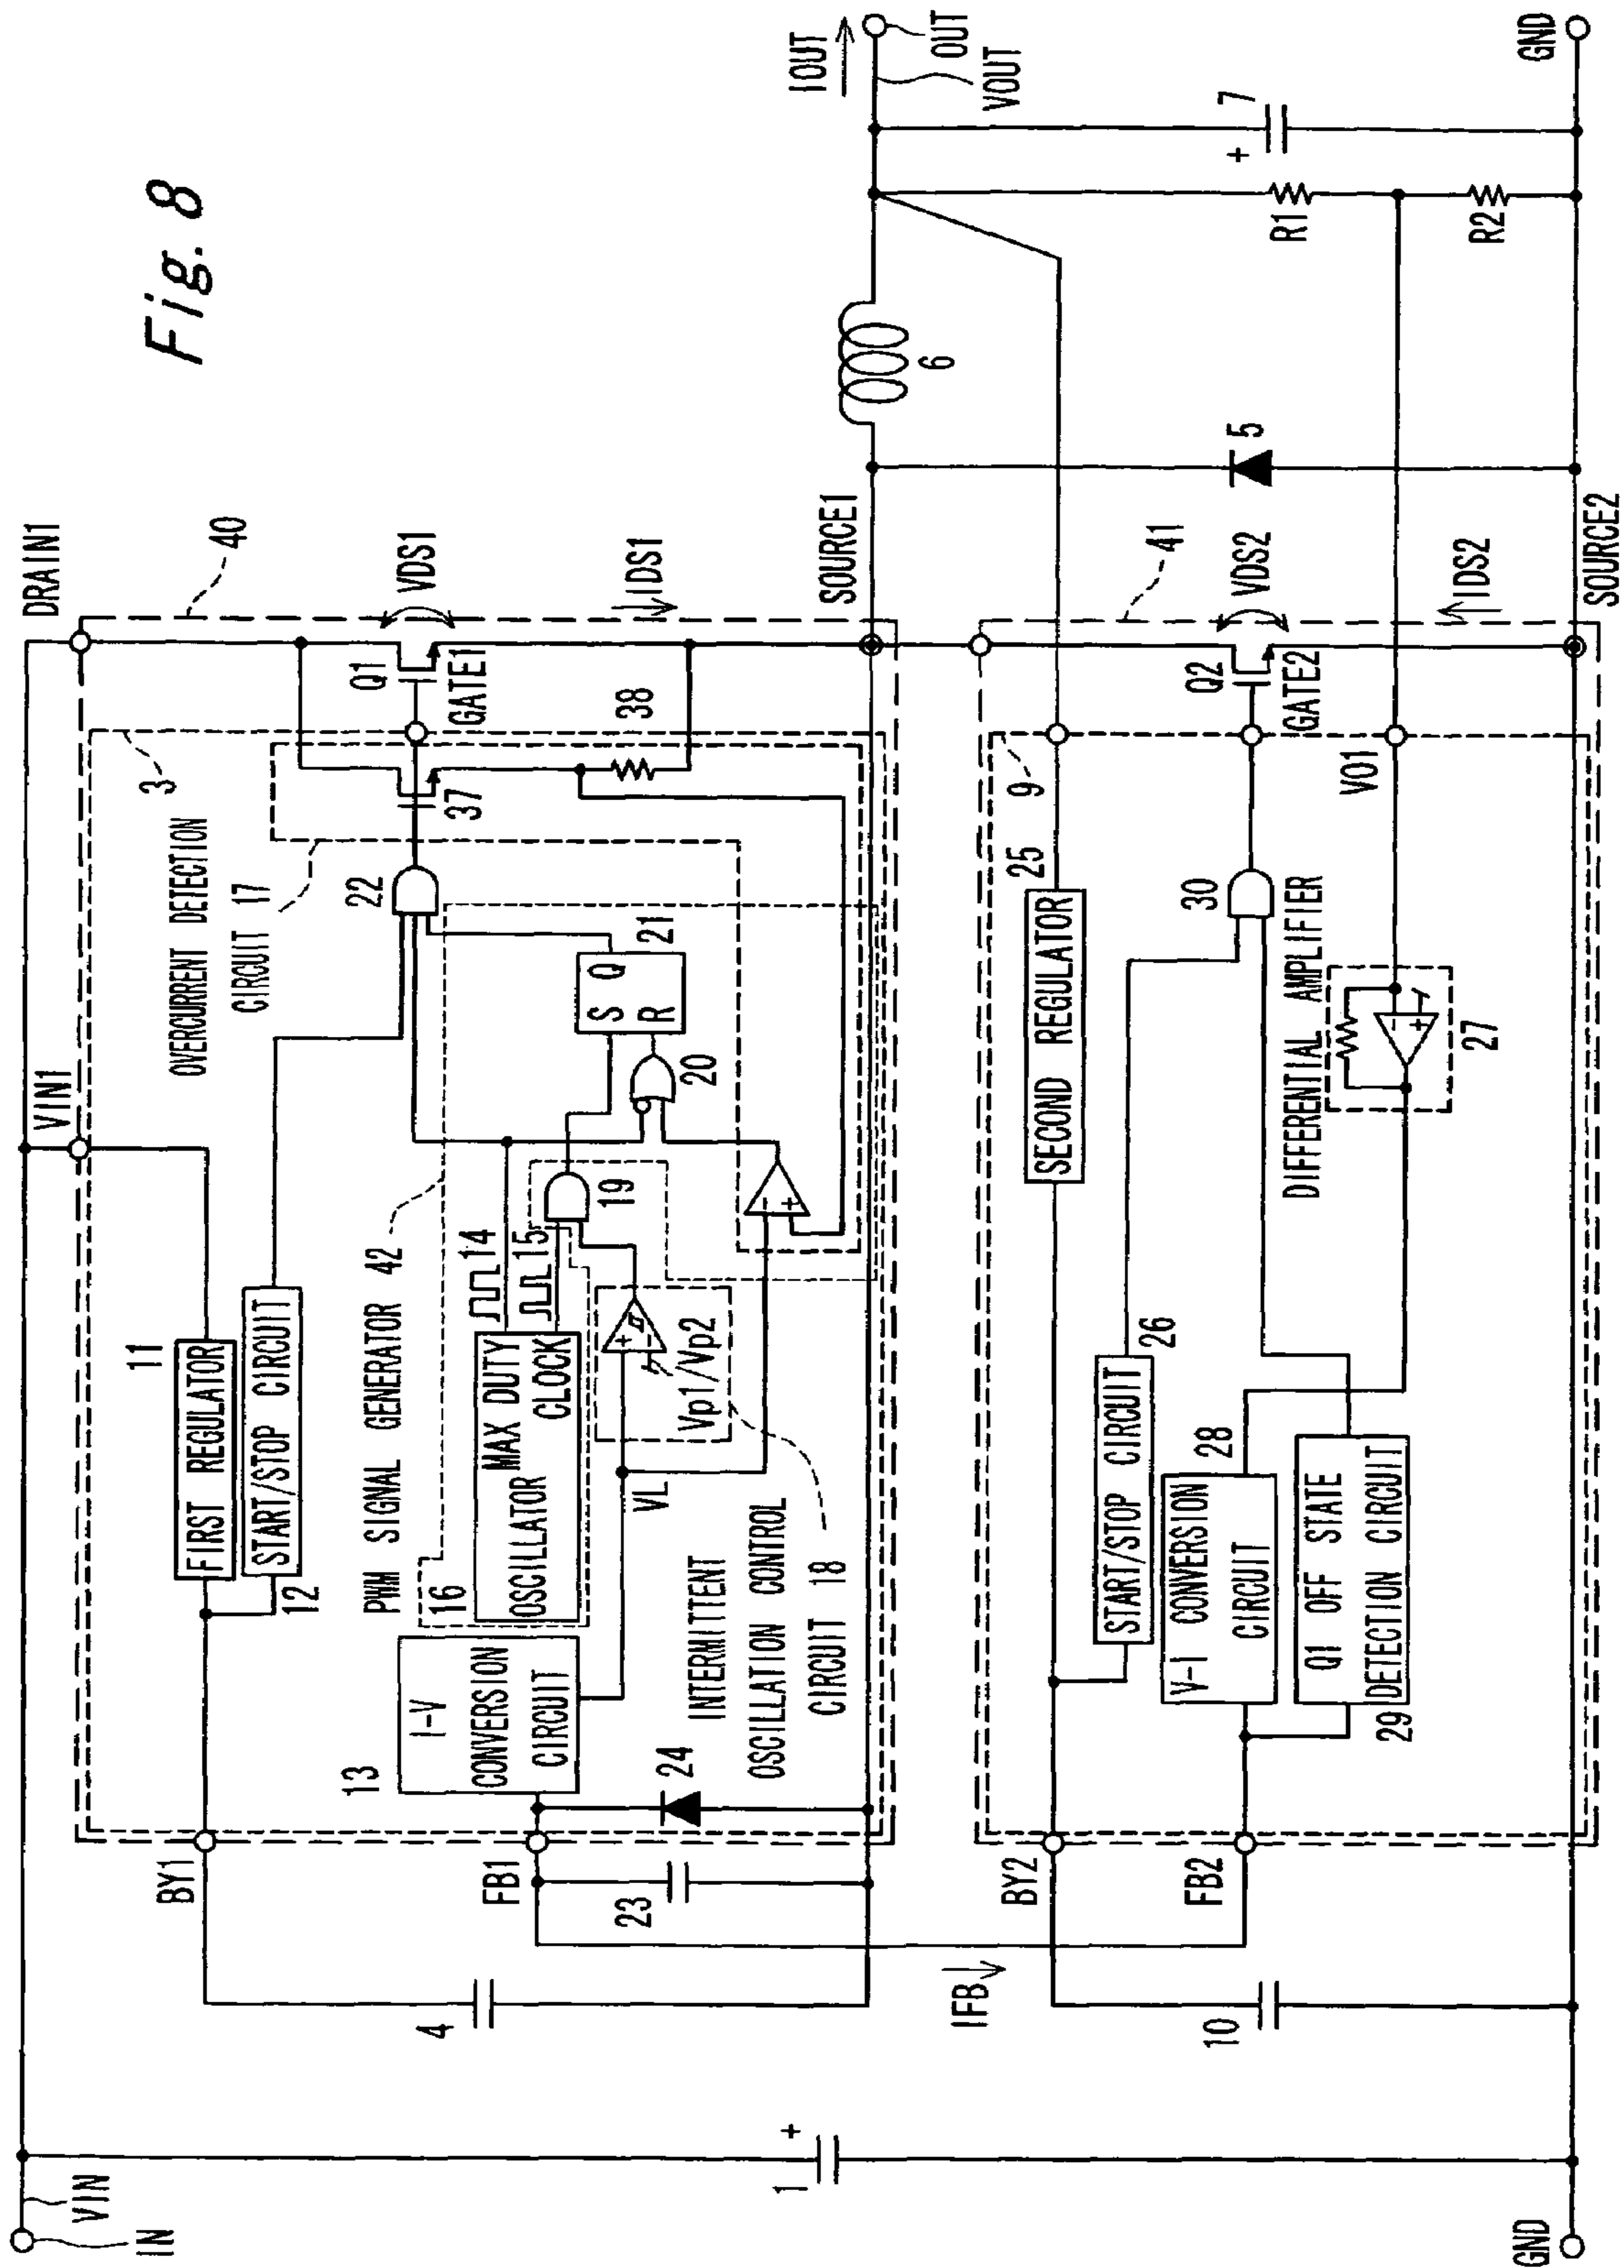 Fig. 8
IN
VIN
1
+
GND
VIN1
DRAIN1
40
BY1
4
11
FIRST REGULATOR
START/STOP CIRCUIT
12
OVERCURRENT DETECTION
CIRCUIT 17
3
Q1
GATE1
VDS1
IDS1
37
38
22
PWM SIGNAL GENERATOR 42
16
MAX DUTY
OSCILLATOR
CLOCK
14
15
19
S
Q
R
21
20
13
I-V
CONVERSION
CIRCUIT
VL
+
-
Vp1/Vp2
-
+
INTERMITTENT
OSCILLATION CONTROL
CIRCUIT 18
FB1
23
24
SOURCE1
6
IOUT
OUT
VOUT
7
+
R1
R2
5
GND
IFB
BY2
10
FB2
9
25
SECOND REGULATOR
26
START/STOP CIRCUIT
28
V-I CONVERSION
CIRCUIT
29
Q1 OFF STATE
DETECTION CIRCUIT
30
DIFFERENTIAL AMPLIFIER
-
+
27
VO1
Q2
GATE2
VDS2
41
IDS2
SOURCE2